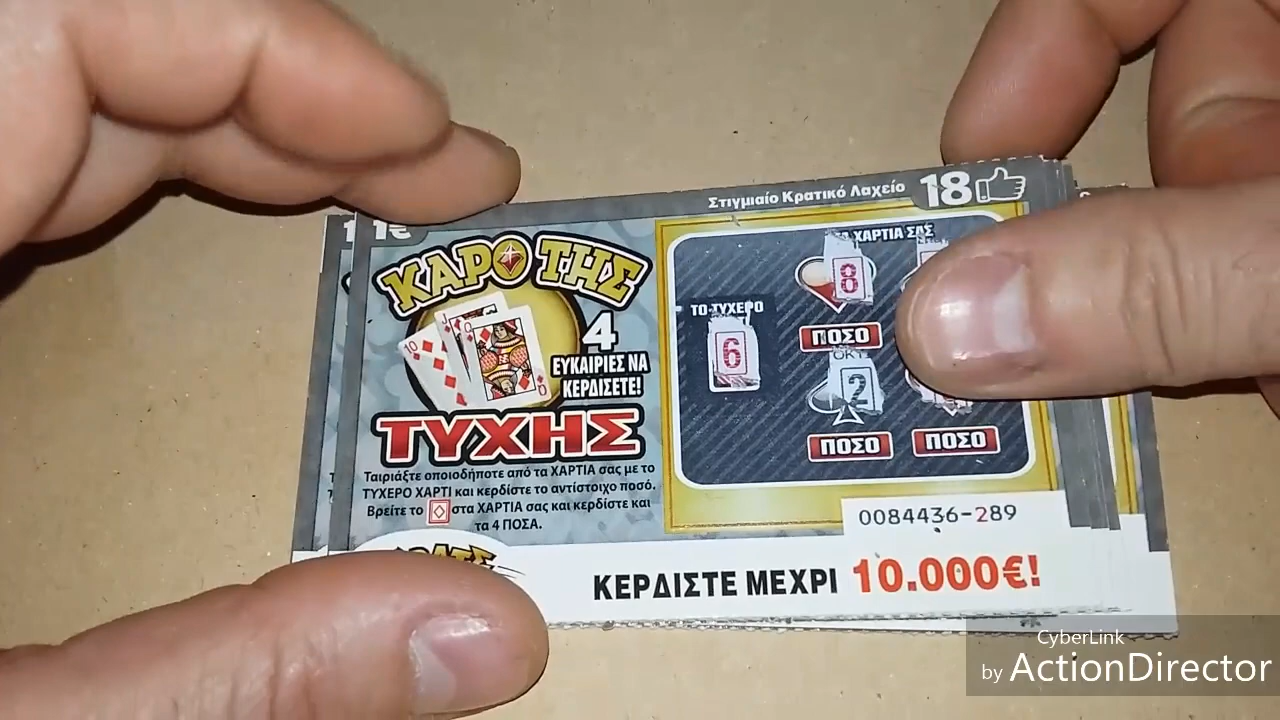 Στιγμιαίο Κρατικό Λαχείο 18
1€
ΚΑΡΟ ΤΗΣ
ΤΥΧΗΣ
4
ΕΥΚΑΙΡΙΕΣ ΝΑ
ΚΕΡΔΙΣΕΤΕ!
Ταιριάξτε οποιοδήποτε από τα ΧΑΡΤΙΑ σας με το
ΤΥΧΕΡΟ ΧΑΡΤΙ και κερδίστε το αντίστοιχο ποσό.
Βρείτε το στα ΧΑΡΤΙΑ σας και κερδίστε και
τα 4 ΠΟΣΑ.
ΧΑΡΤΙΑ ΣΑΣ
8
ΤΟ ΤΥΧΕΡΟ
6
ΠΟΣΟ
ΟΚΤ
2
ΠΟΣΟ ΠΟΣΟ
0084436-289
ΚΕΡΔΙΣΤΕ ΜΕΧΡΙ 10.000€!
CyberLink
by ActionDirector